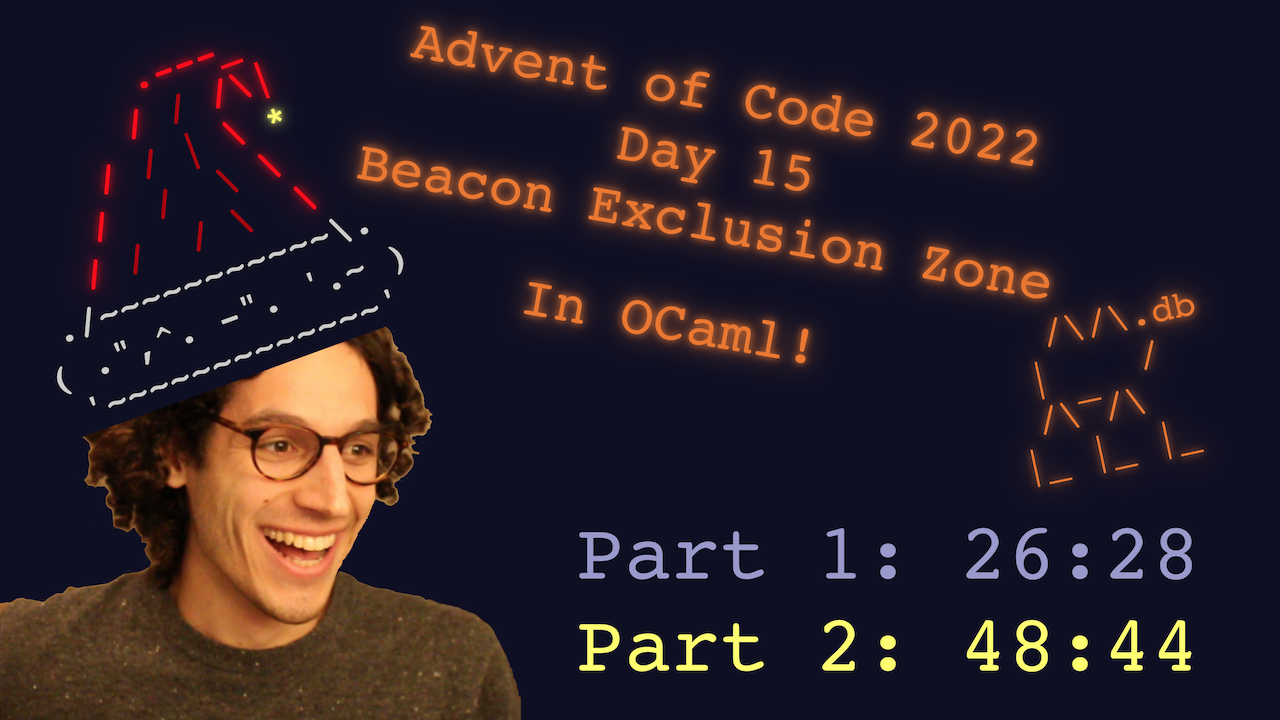 Advent of Code 2022
Day 15
Beacon Exclusion Zone
In OCaml!
Part 1: 26:28
Part 2: 48:44